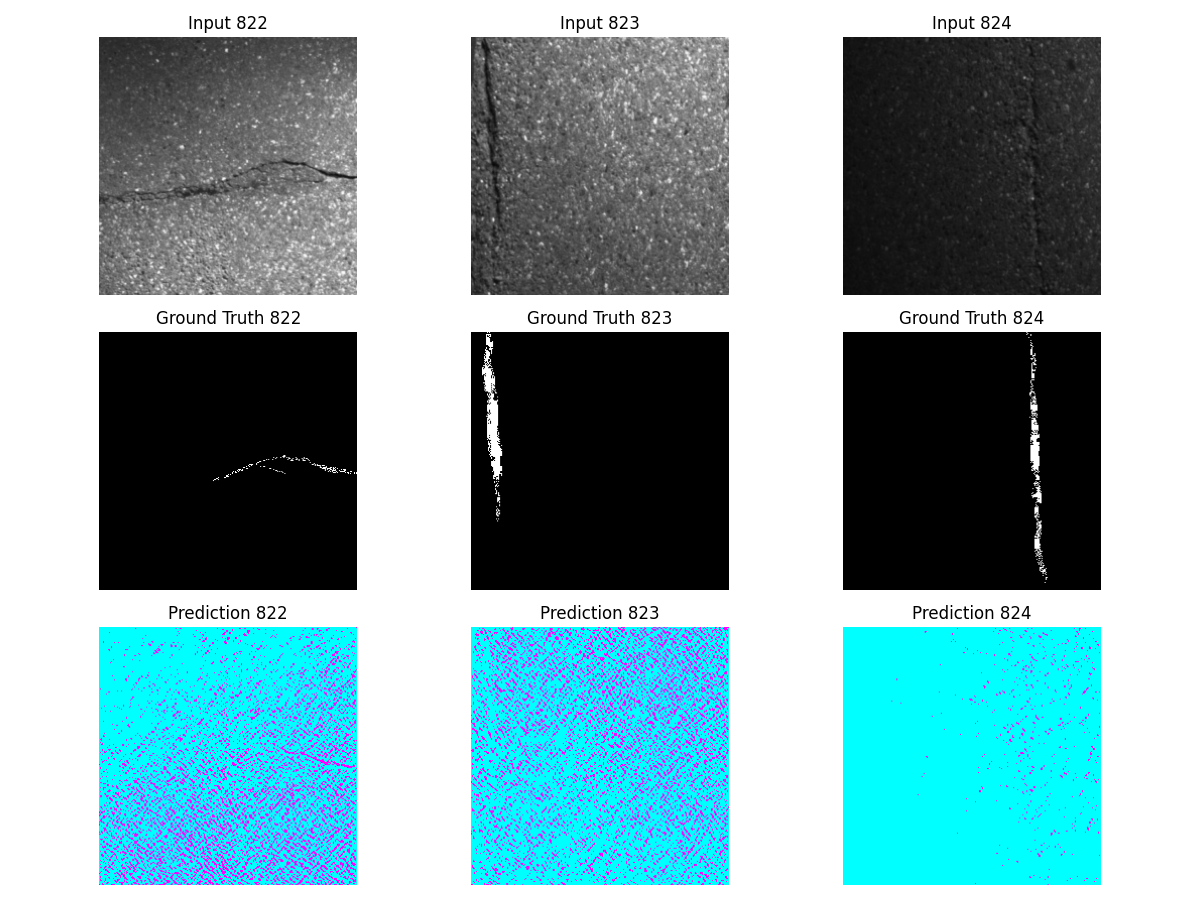 Input 822
Input 823
Input 824
Ground Truth 822
Ground Truth 823
Ground Truth 824
Prediction 822
Prediction 823
Prediction 824